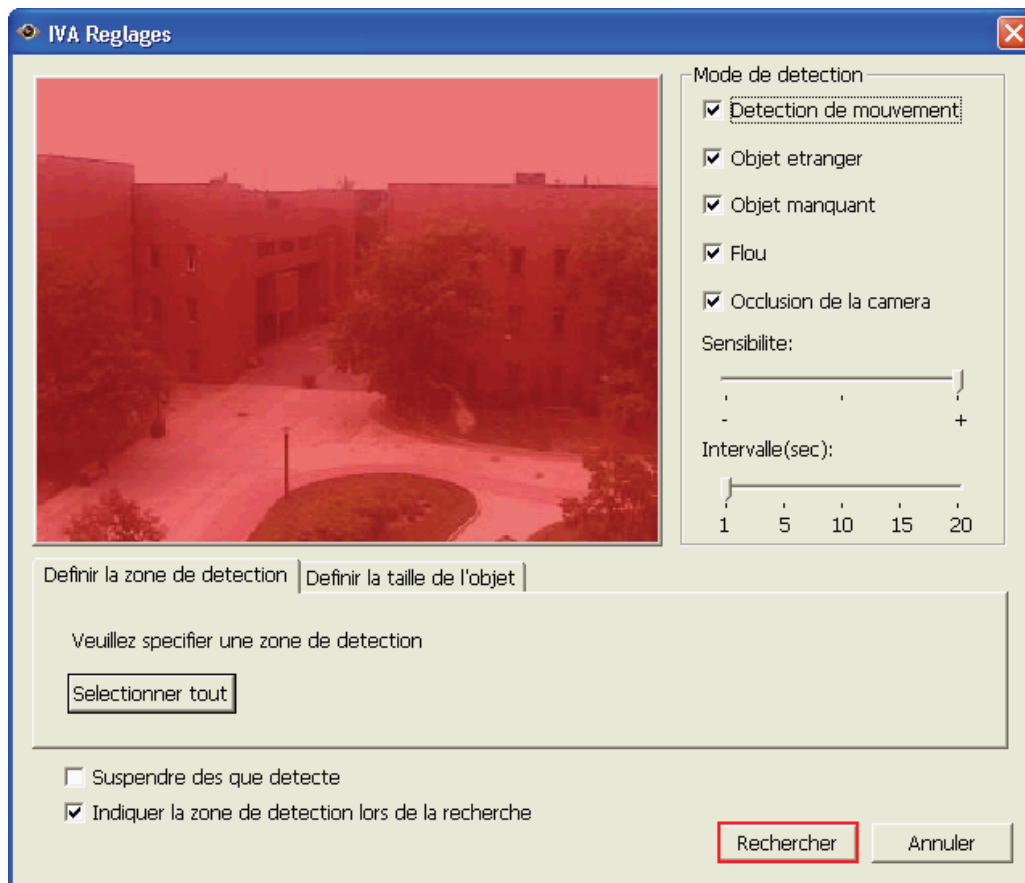 IVA Reglages
Mode de detection
Detection de mouvement
Objet etranger
Objet manquant
Flou
Occlusion de la camera
Sensibilite:
- +
Intervalle(sec):
1 5 10 15 20
Definir la zone de detection Definir la taille de l'objet
Veuillez specifier une zone de detection
Selectionner tout
Suspendre des que detecte
Indiquer la zone de detection lors de la recherche
Rechercher Annuler